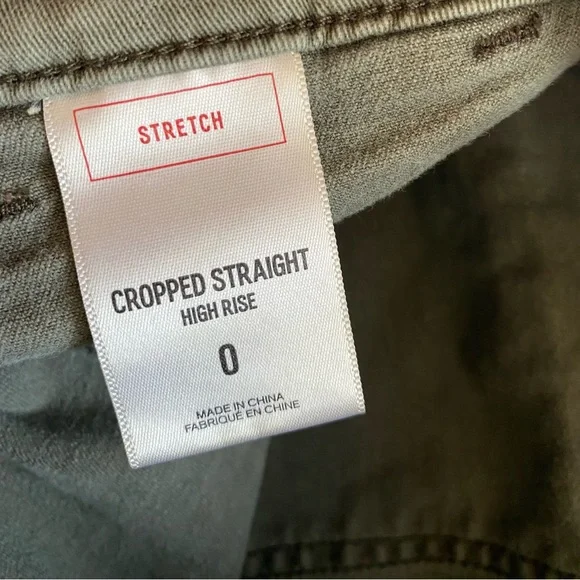 STRETCH
CROPPED STRAIGHT
HIGH RISE
0
MADE IN CHINA
FABRIQUÉ EN CHINE